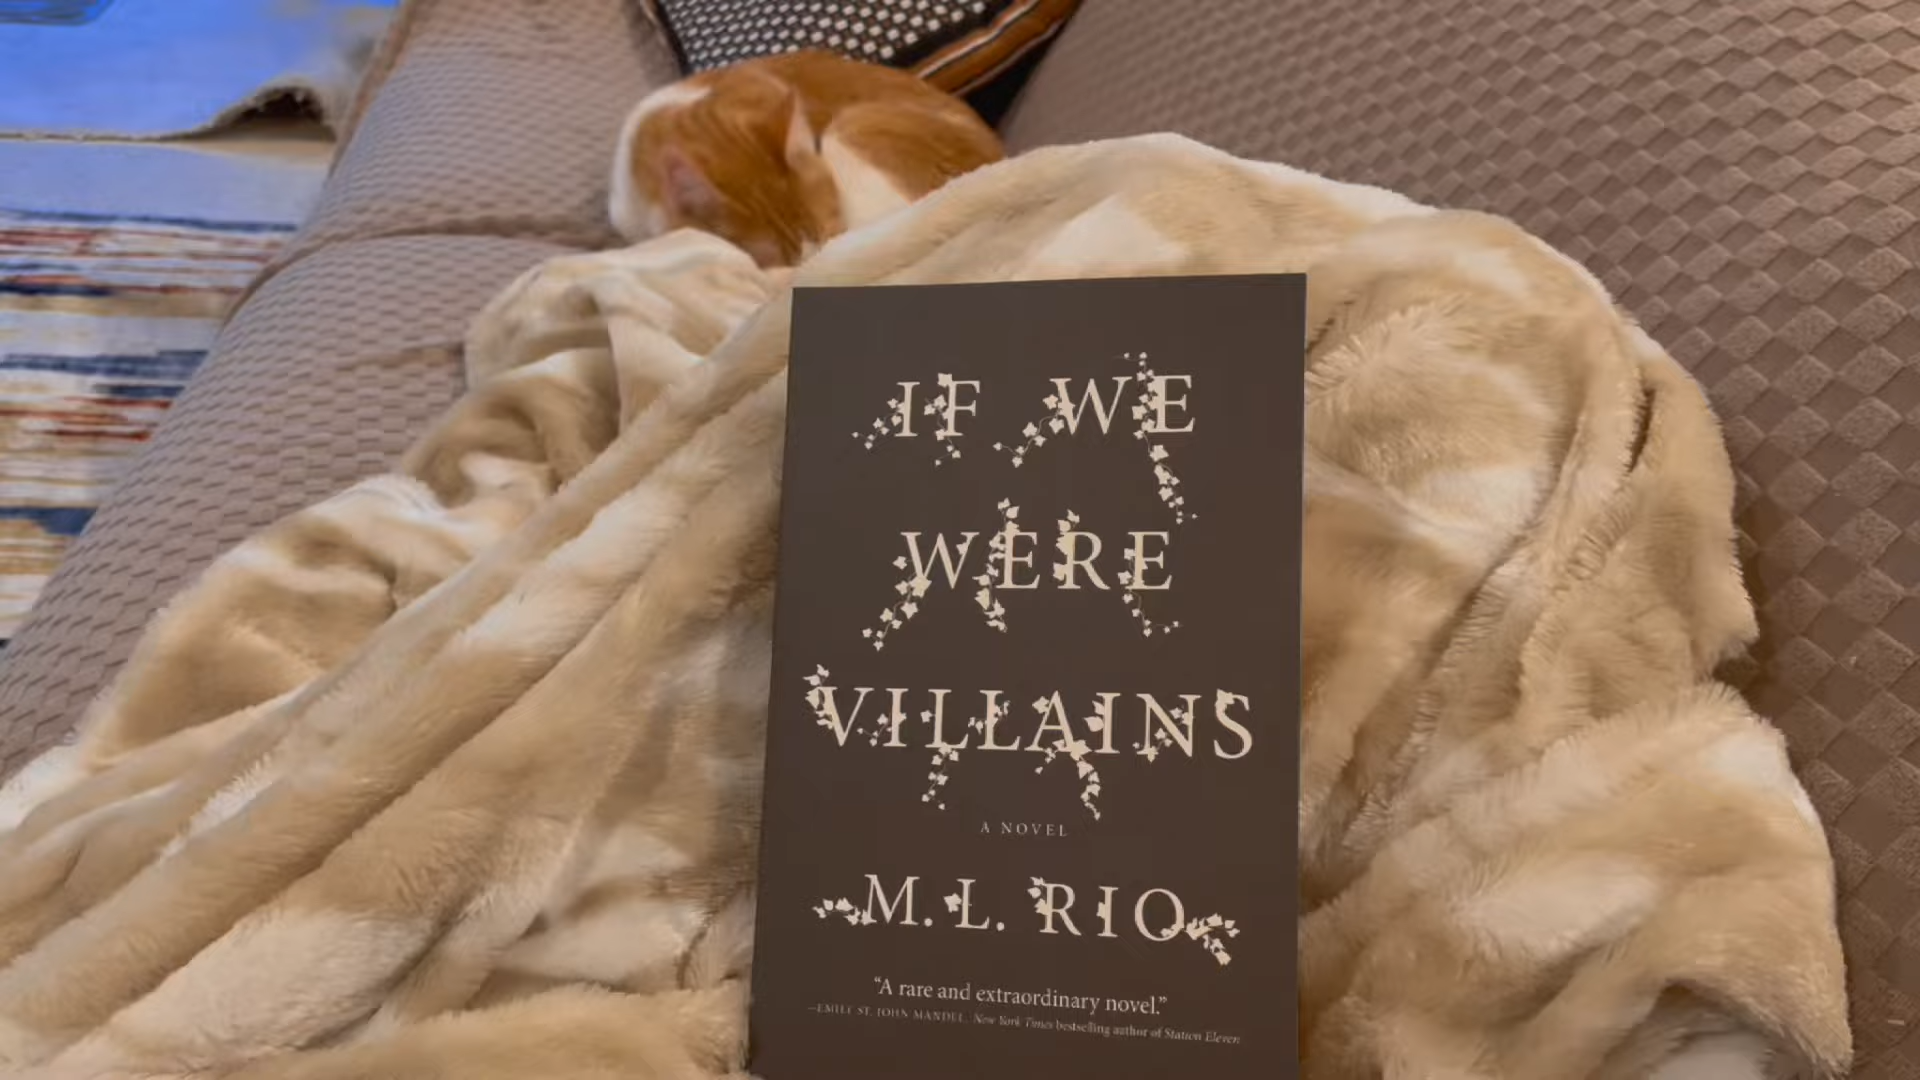 IF WE
WERE
VILLAINS
A NOVEL
M. L. RIO
“A rare and extraordinary novel.”
—EMILY ST. JOHN MANDEL, New York Times bestselling author of Station Eleven